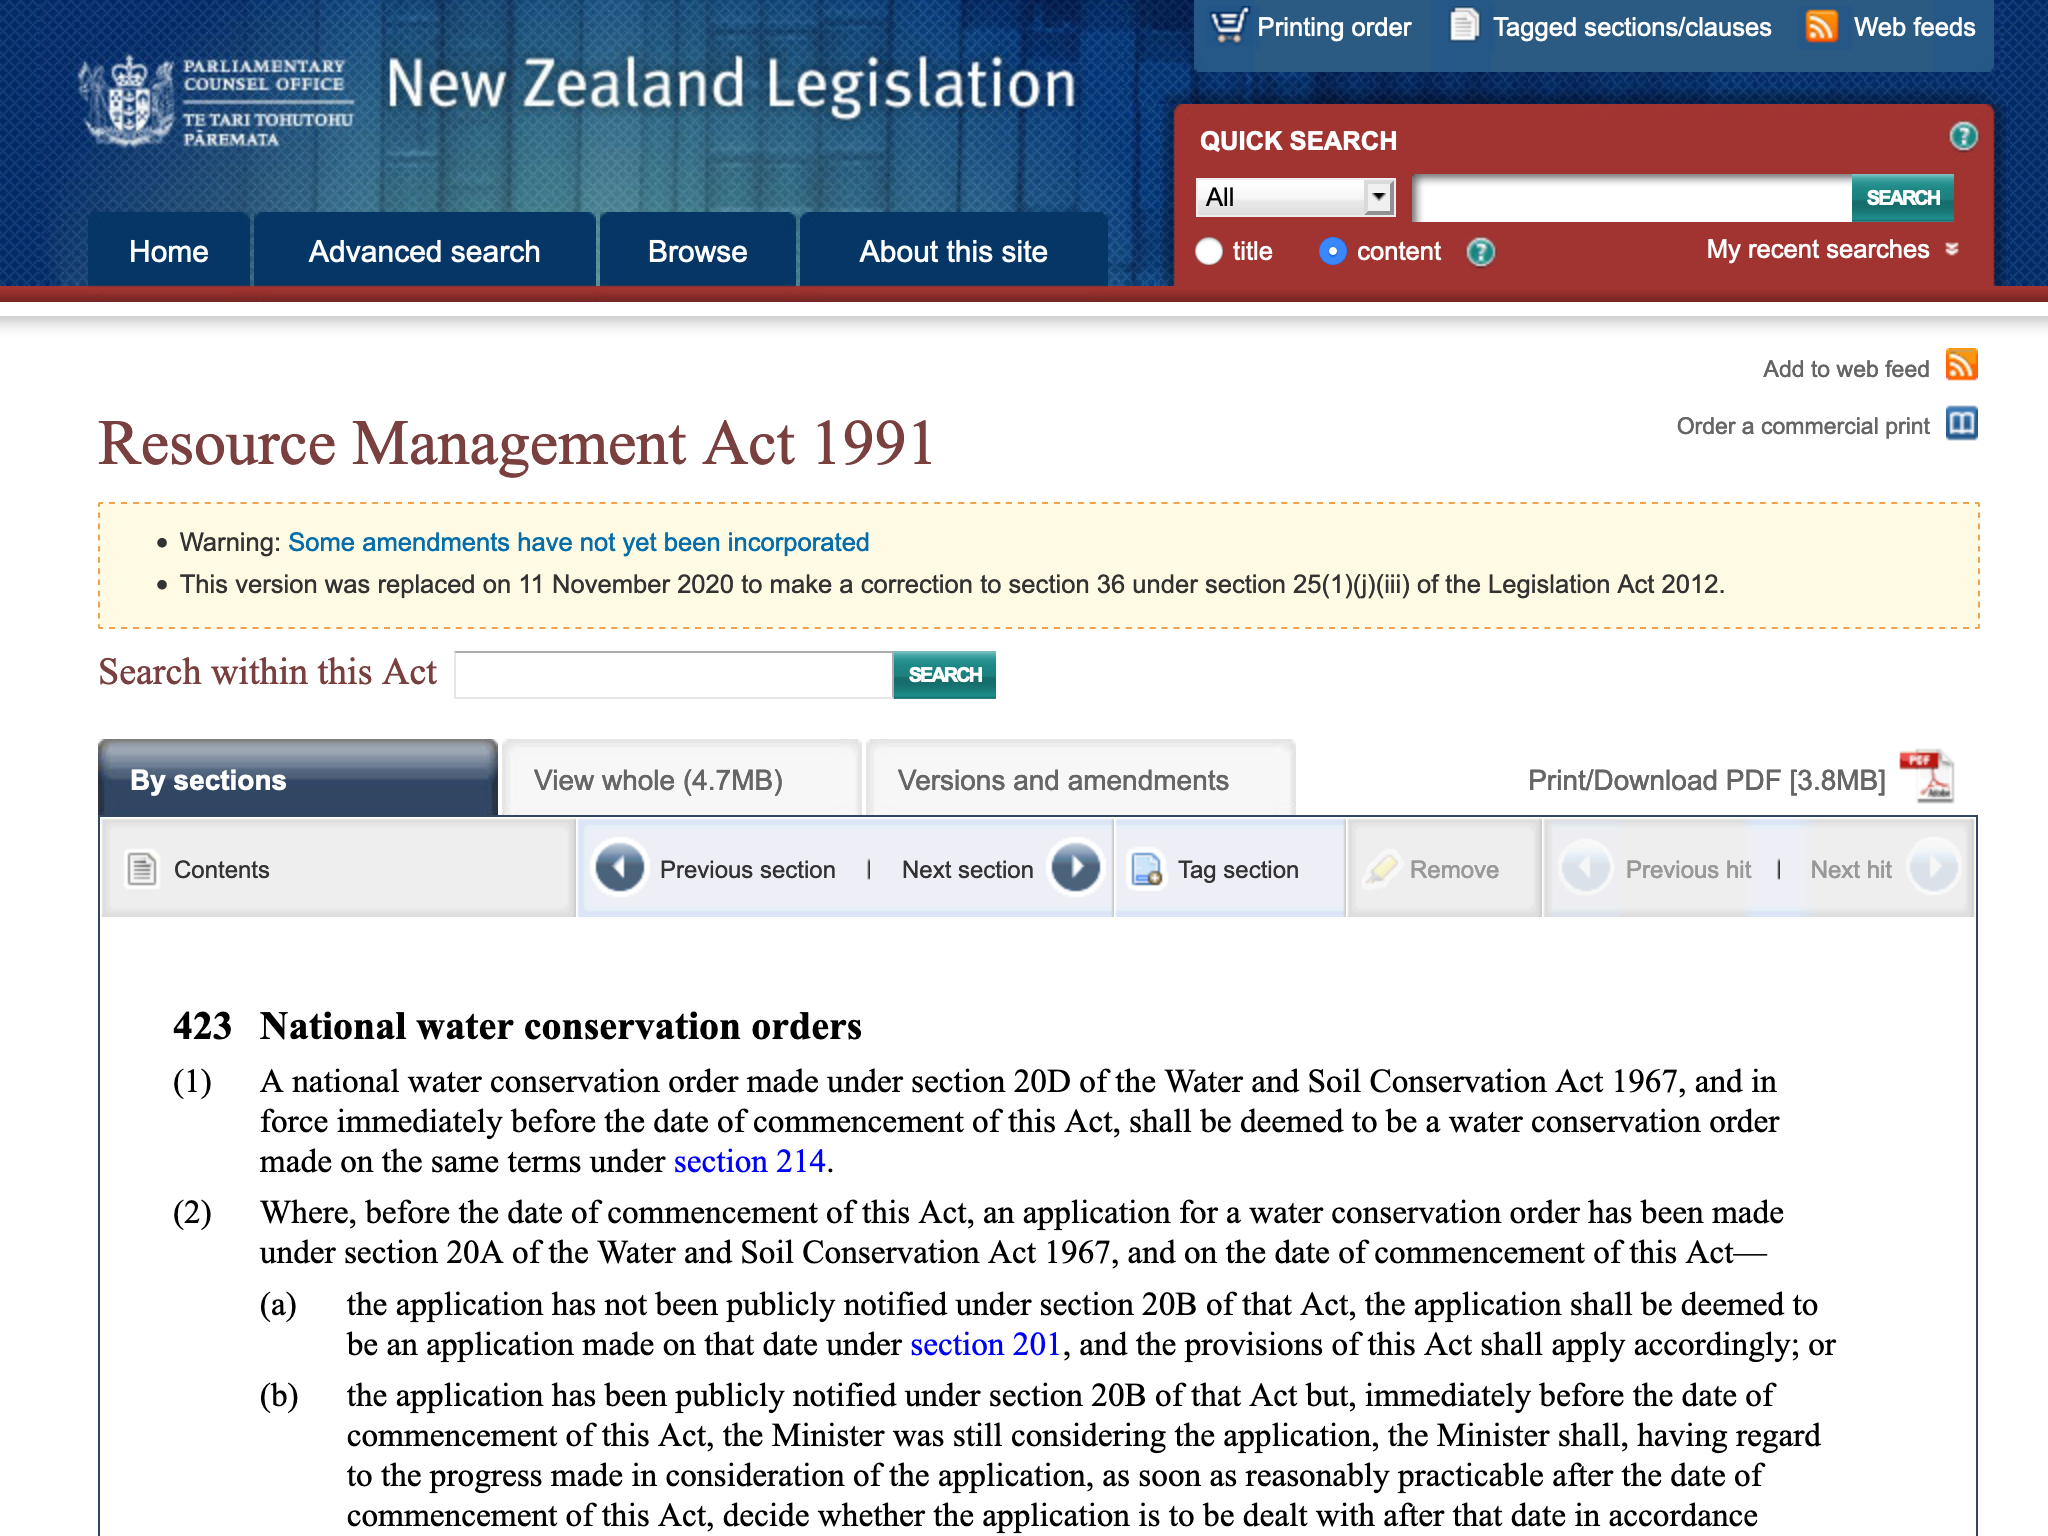 Printing order
Tagged sections/clauses
Web feeds
PARLIAMENTARY
COUNSEL OFFICE
TE TARI TOHUTOHU
PĀREMATA
New Zealand Legislation
QUICK SEARCH
?
All
SEARCH
title
content
?
My recent searches
Home
Advanced search
Browse
About this site
Add to web feed
Order a commercial print
Resource Management Act 1991
• Warning: Some amendments have not yet been incorporated
• This version was replaced on 11 November 2020 to make a correction to section 36 under section 25(1)(j)(iii) of the Legislation Act 2012.
Search within this Act
SEARCH
By sections
View whole (4.7MB)
Versions and amendments
Print/Download PDF [3.8MB]
PDF
Adobe
Contents
Previous section | Next section
Tag section
Remove
Previous hit | Next hit
423 National water conservation orders
(1) A national water conservation order made under section 20D of the Water and Soil Conservation Act 1967, and in
force immediately before the date of commencement of this Act, shall be deemed to be a water conservation order
made on the same terms under section 214.
(2) Where, before the date of commencement of this Act, an application for a water conservation order has been made
under section 20A of the Water and Soil Conservation Act 1967, and on the date of commencement of this Act—
(a) the application has not been publicly notified under section 20B of that Act, the application shall be deemed to
be an application made on that date under section 201, and the provisions of this Act shall apply accordingly; or
(b) the application has been publicly notified under section 20B of that Act but, immediately before the date of
commencement of this Act, the Minister was still considering the application, the Minister shall, having regard
to the progress made in consideration of the application, as soon as reasonably practicable after the date of
commencement of this Act, decide whether the application is to be dealt with after that date in accordance